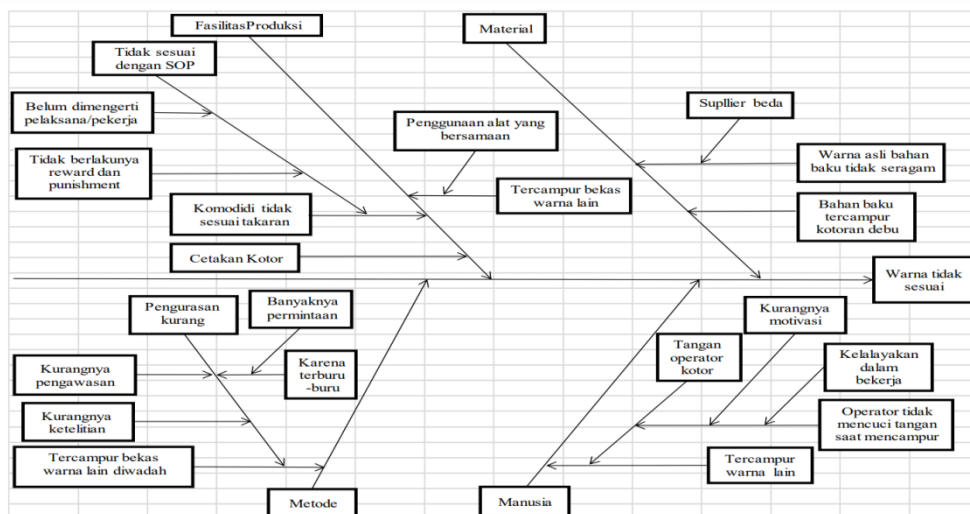 FasilitasProduksi
Material
Tidak sesuai
dengan SOP
Belum dimengerti
pelaksana/pekerja
Penggunaan alat yang
bersamaan
Supllier beda
Tidak berlakunya
reward dan
punishment
Warna asli bahan
baku tidak seragam
Tercampur bekas
warna lain
Komodidi tidak
sesuai takaran
Bahan baku
tercampur
kotoran debu
Cetakan Kotor
Warna tidak
sesuai
Pengurasan
kurang
Banyaknya
permintaan
Kurangnya
motivasi
Tangan
operator
kotor
Kurangnya
pengawasan
Karena
terburu
-buru
Kelalayakan
dalam
bekerja
Kurangnya
ketelitian
Operator tidak
mencuci tangan
saat mencampur
Tercampur bekas
warna lain diwadah
Tercampur
warna lain
Metode
Manusia